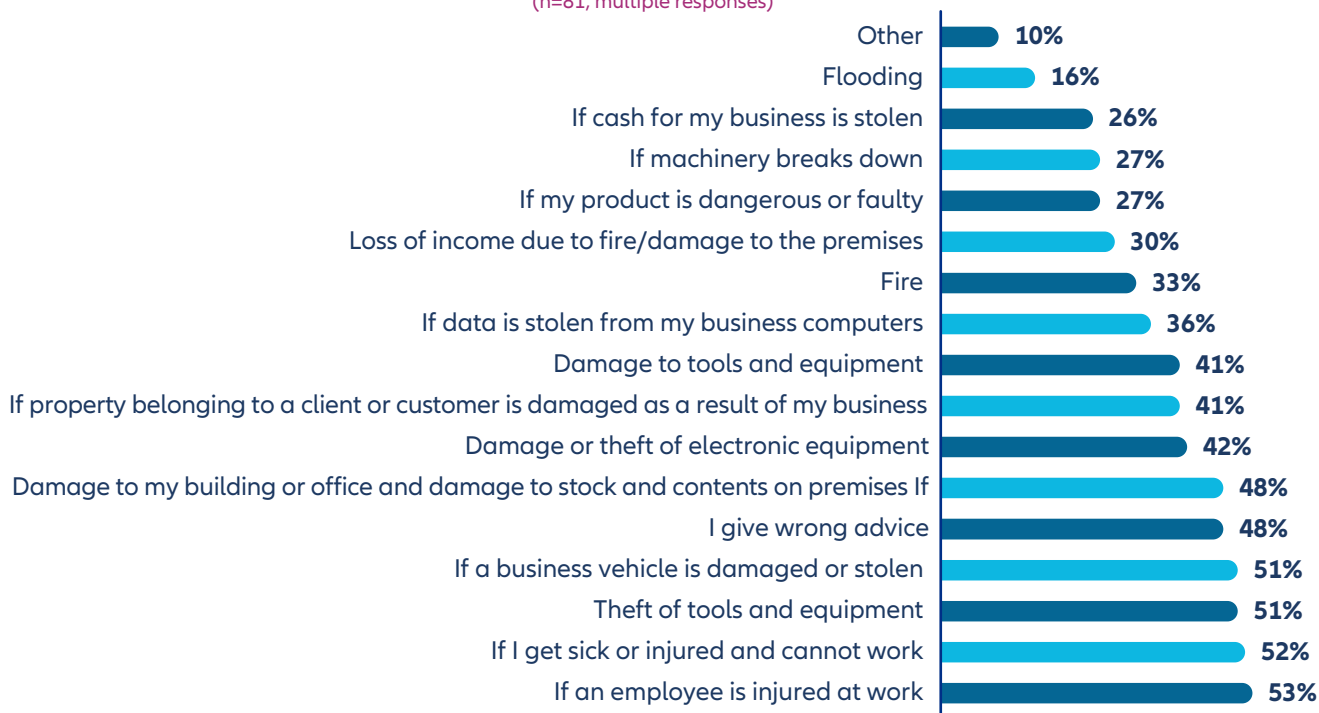 (n=81, multiple responses)
Other 10%
Flooding 16%
If cash for my business is stolen 26%
If machinery breaks down 27%
If my product is dangerous or faulty 27%
Loss of income due to fire/damage to the premises 30%
Fire 33%
If data is stolen from my business computers 36%
Damage to tools and equipment 41%
If property belonging to a client or customer is damaged as a result of my business 41%
Damage or theft of electronic equipment 42%
Damage to my building or office and damage to stock and contents on premises If 48%
I give wrong advice 48%
If a business vehicle is damaged or stolen 51%
Theft of tools and equipment 51%
If I get sick or injured and cannot work 52%
If an employee is injured at work 53%